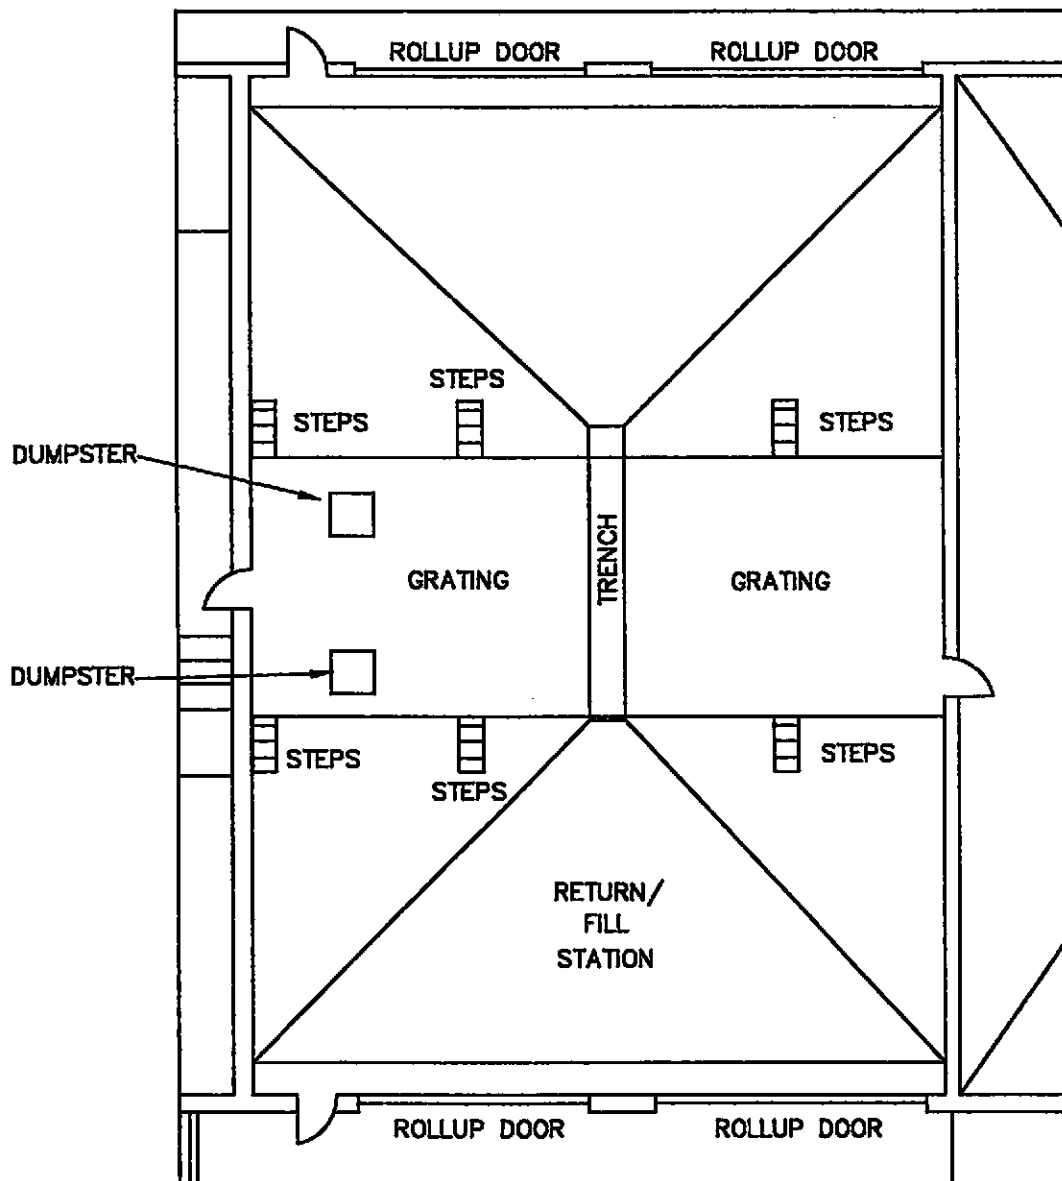 ROLLUP DOOR
ROLLUP DOOR
STEPS
STEPS
STEPS
DUMPSTER
TRENCH
GRATING
GRATING
DUMPSTER
STEPS
STEPS
STEPS
RETURN/
FILL
STATION
ROLLUP DOOR
ROLLUP DOOR